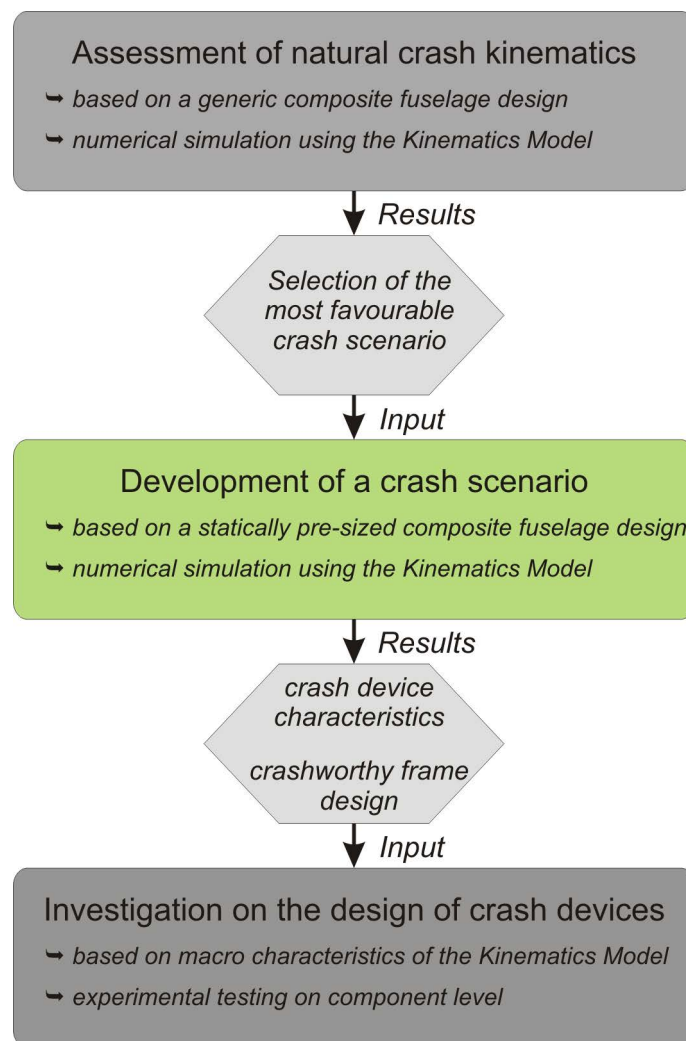 Assessment of natural crash kinematics
➥ based on a generic composite fuselage design
➥ numerical simulation using the Kinematics Model
Results
Selection of the
most favourable
crash scenario
Input
Development of a crash scenario
➥ based on a statically pre-sized composite fuselage design
➥ numerical simulation using the Kinematics Model
Results
crash device
characteristics
crashworthy frame
design
Input
Investigation on the design of crash devices
➥ based on macro characteristics of the Kinematics Model
➥ experimental testing on component level